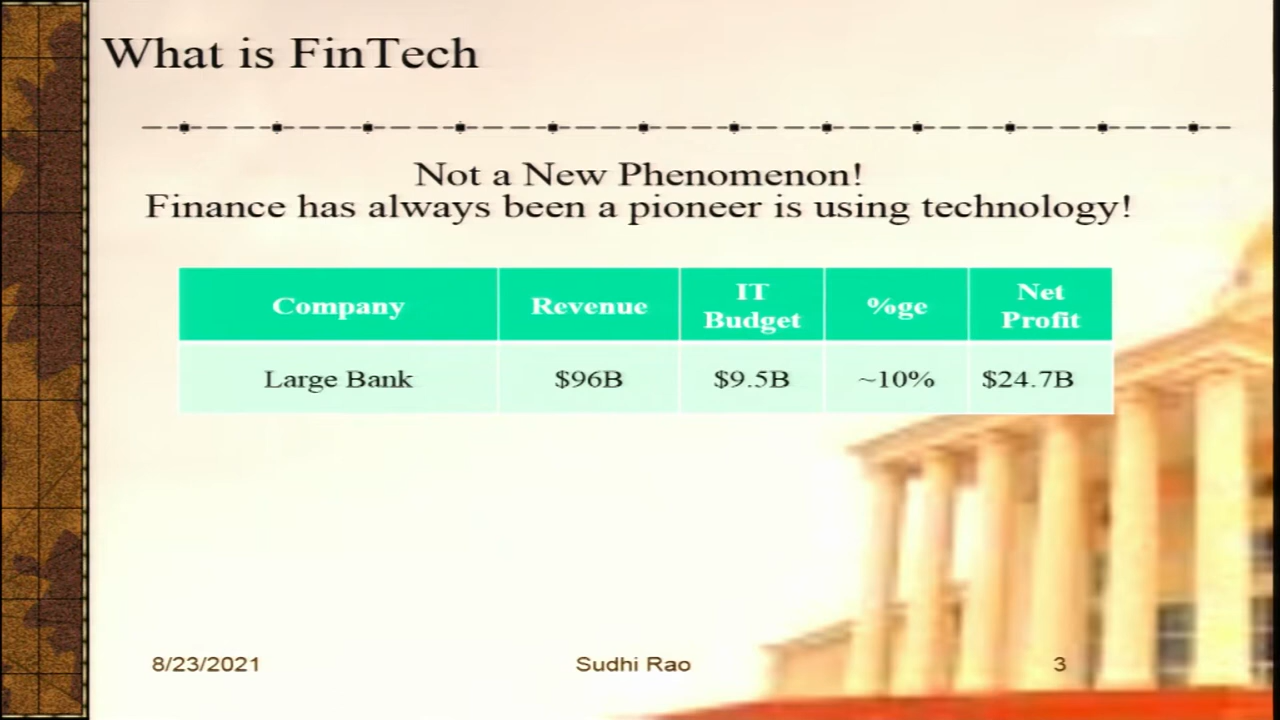 What is FinTech
Not a New Phenomenon!
Finance has always been a pioneer is using technology!
Company Revenue IT Budget %ge Net Profit
Large Bank $96B $9.5B ~10% $24.7B
8/23/2021 Sudhi Rao 3